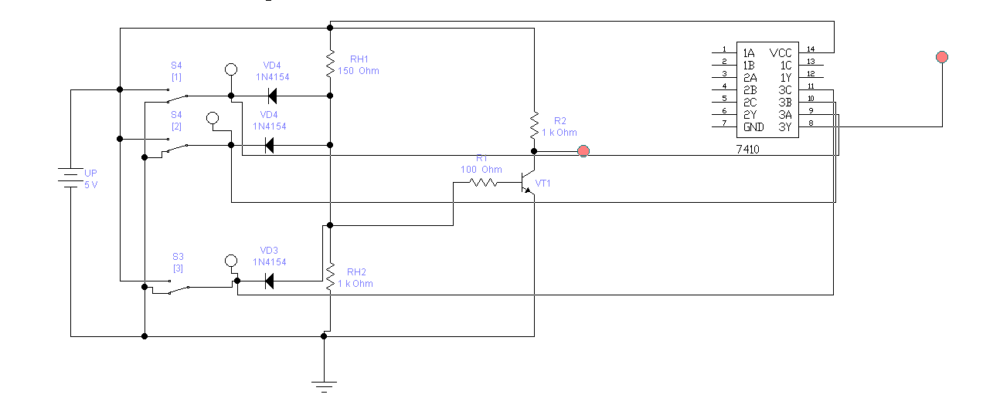 RH1
150 Ohm
S4
[1]
VD4
1N4154
S4
[2]
VD4
1N4154
R2
1 k Ohm
R1
100 Ohm
VT1
UP
5 V
S3
[3]
VD3
1N4154
RH2
1 k Ohm
1 1A VCC 14
2 1B 1C 13
3 2A 1Y 12
4 2B 3C 11
5 2C 3B 10
6 2Y 3A 9
7 GND 3Y 8
7410